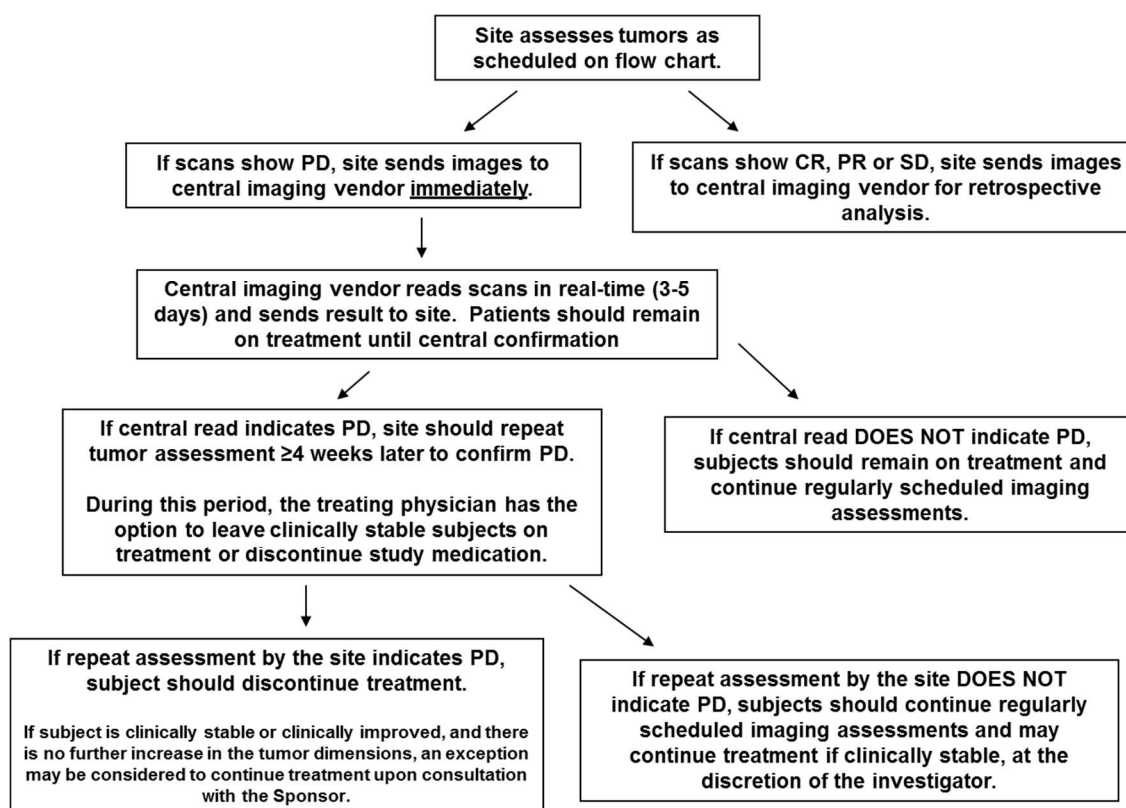 Site assesses tumors as
scheduled on flow chart.
If scans show PD, site sends images to
central imaging vendor immediately.
If scans show CR, PR or SD, site sends images
to central imaging vendor for retrospective
analysis.
Central imaging vendor reads scans in real-time (3-5
days) and sends result to site.  Patients should remain
on treatment until central confirmation
If central read indicates PD, site should repeat
tumor assessment ≥4 weeks later to confirm PD.
During this period, the treating physician has the
option to leave clinically stable subjects on
treatment or discontinue study medication.
If central read DOES NOT indicate PD,
subjects should remain on treatment and
continue regularly scheduled imaging
assessments.
If repeat assessment by the site indicates PD,
subject should discontinue treatment.
If subject is clinically stable or clinically improved, and there
is no further increase in the tumor dimensions, an exception
may be considered to continue treatment upon consultation
with the Sponsor.
If repeat assessment by the site DOES NOT
indicate PD, subjects should continue regularly
scheduled imaging assessments and may
continue treatment if clinically stable, at the
discretion of the investigator.